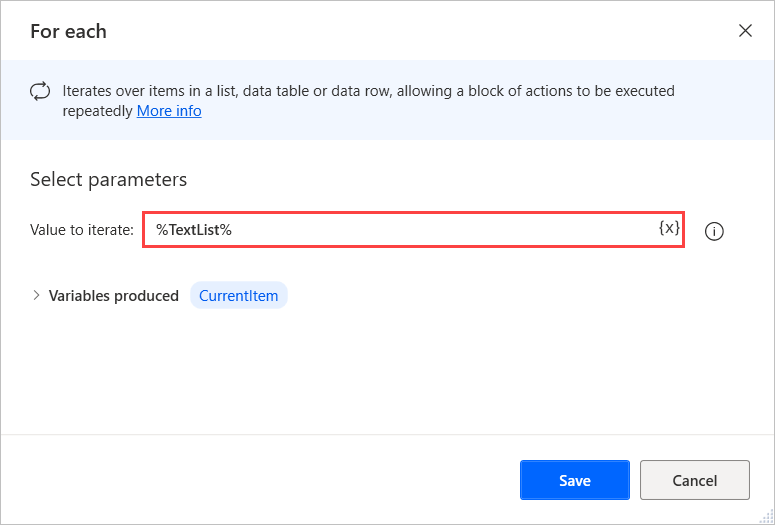 For each
Iterates over items in a list, data table or data row, allowing a block of actions to be executed
repeatedly More info
Select parameters
Value to iterate: %TextList% {x}
Variables produced CurrentItem
Save Cancel